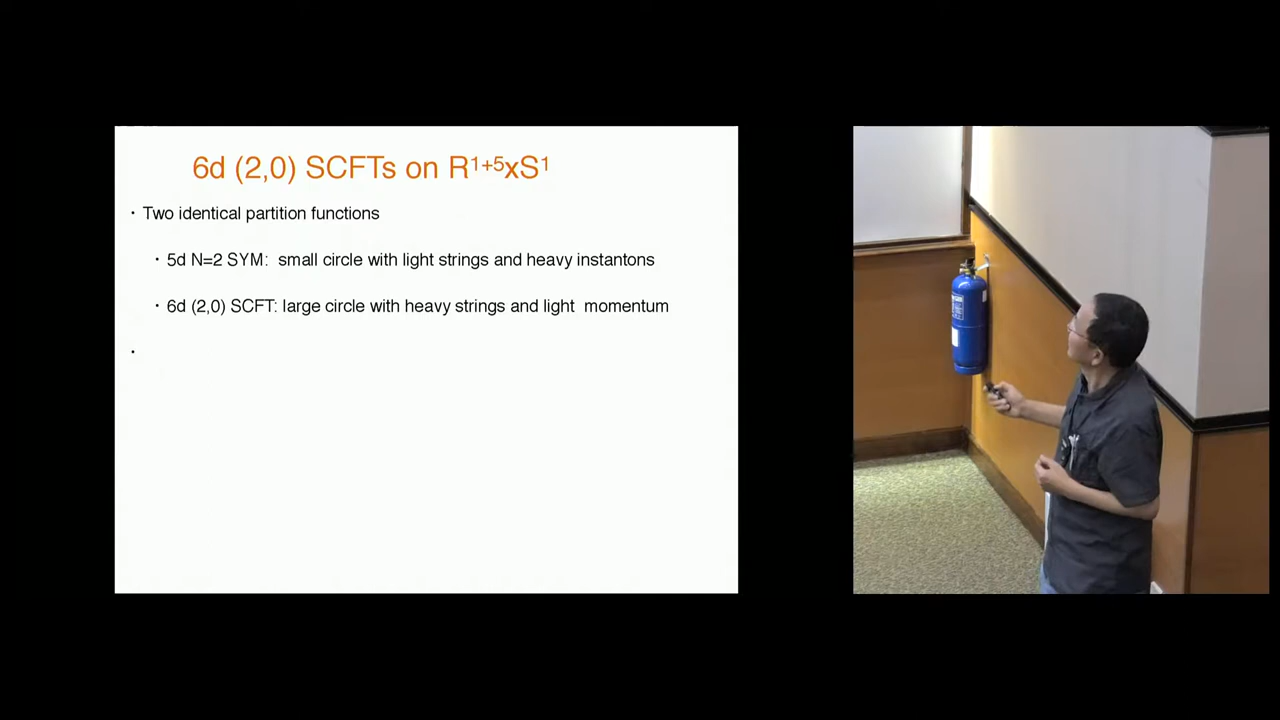 6d (2,0) SCFTs on R¹⁺⁵xS¹
• Two identical partition functions
• 5d N=2 SYM: small circle with light strings and heavy instantons
• 6d (2,0) SCFT: large circle with heavy strings and light momentum
•